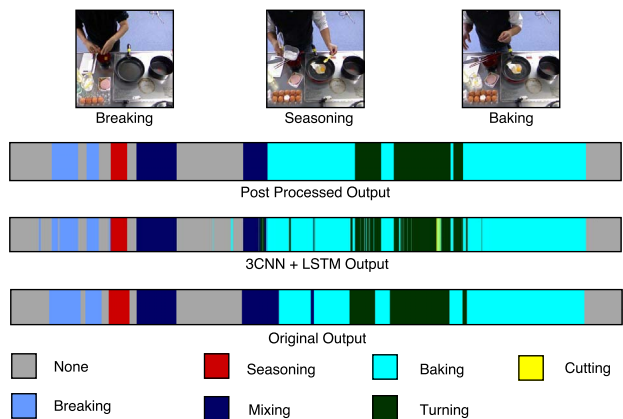 Breaking Seasoning Baking
Post Processed Output
3CNN + LSTM Output
Original Output
None Seasoning Baking Cutting
Breaking Mixing Turning